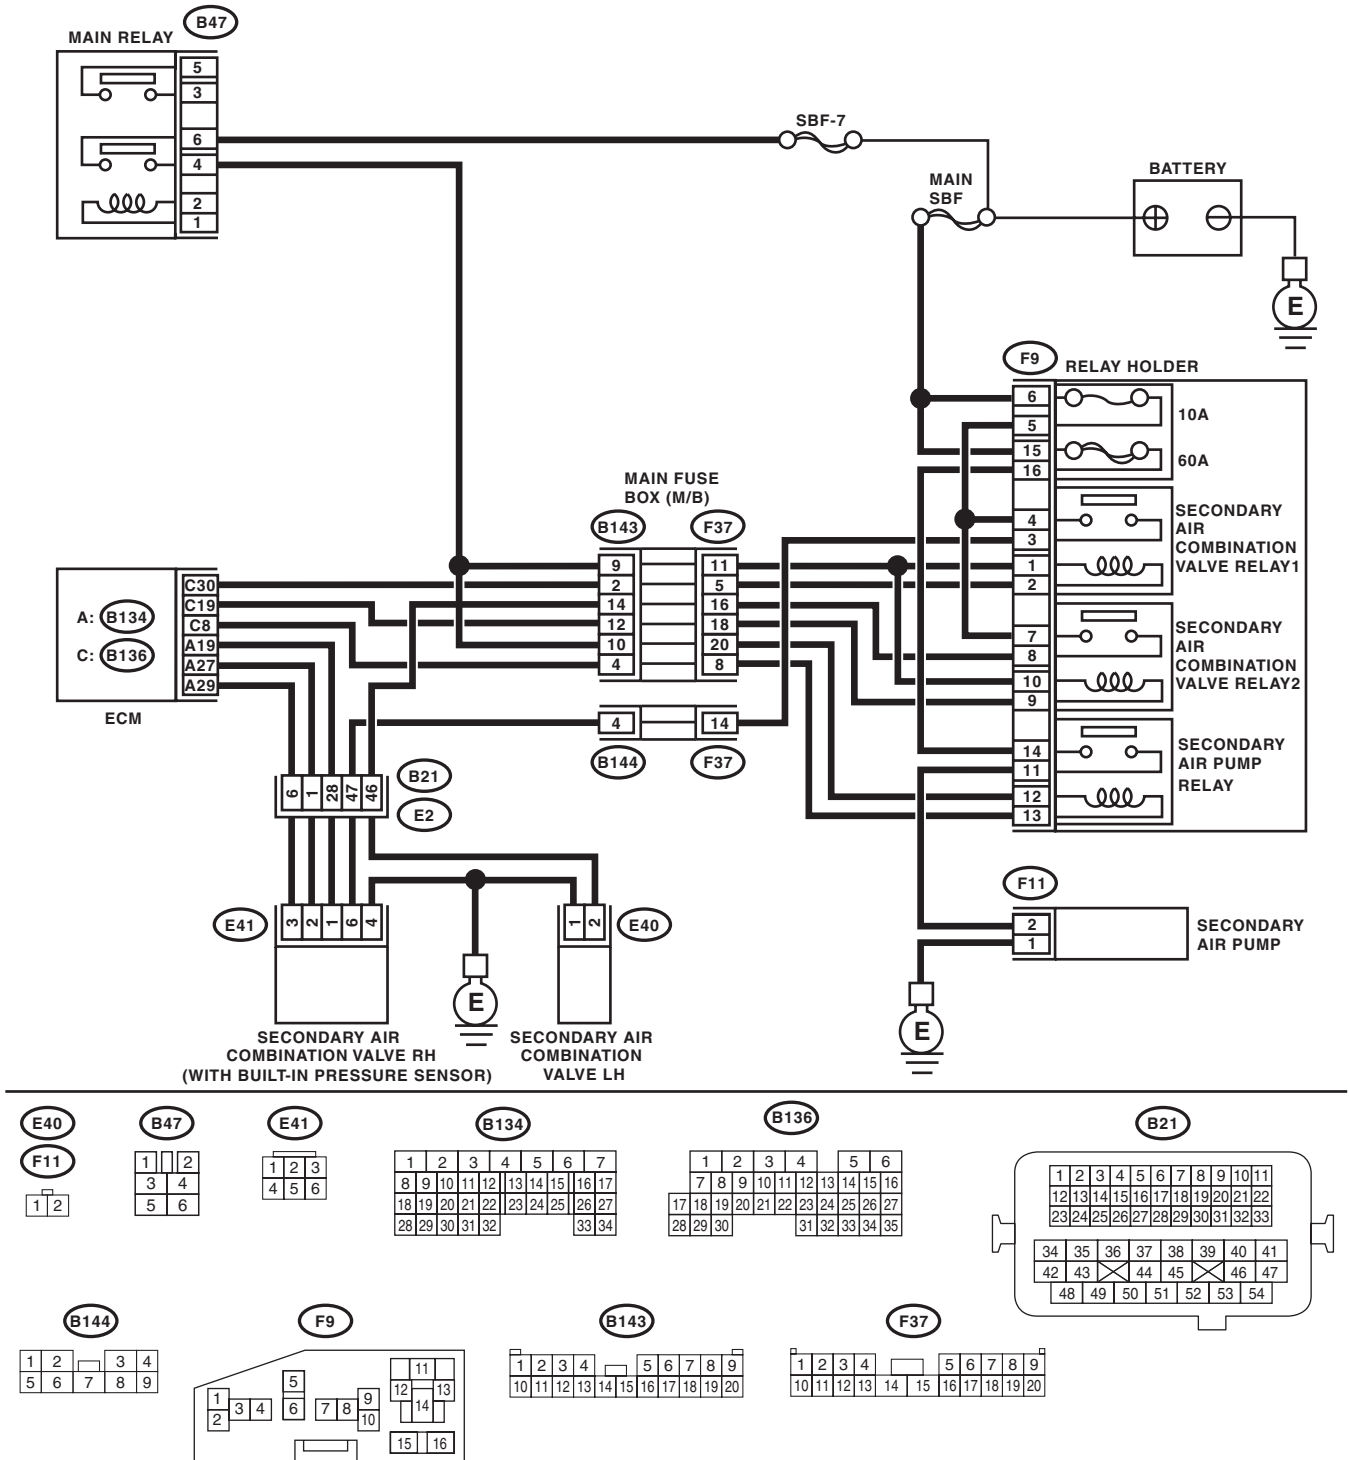 B47
MAIN RELAY
5
3
6
4
2
1
SBF-7
MAIN
SBF
BATTERY
E
F9
RELAY HOLDER
6
5
15
16
4
3
1
2
7
8
10
9
14
11
12
13
10A
60A
SECONDARY
AIR
COMBINATION
VALVE RELAY1
SECONDARY
AIR
COMBINATION
VALVE RELAY2
SECONDARY
AIR PUMP
RELAY
MAIN FUSE
BOX (M/B)
B143 F37
9 11
2 5
14 16
12 18
10 20
4 8
4 14
B144 F37
A: B134
C: B136
C30
C19
C8
A19
A27
A29
ECM
6 1 28 47 46
B21
E2
E41
3 2 1 6 4
1 2
E40
E
SECONDARY AIR
COMBINATION VALVE RH
(WITH BUILT-IN PRESSURE SENSOR)
SECONDARY AIR
COMBINATION
VALVE LH
F11
2
1
SECONDARY
AIR PUMP
E
E40
F11
1 2
B47
1 2
3 4
5 6
E41
1 2 3
4 5 6
B134
1 2 3 4 5 6 7
8 9 10 11 12 13 14 15 16 17
18 19 20 21 22 23 24 25 26 27
28 29 30 31 32 33 34
B136
1 2 3 4 5 6
7 8 9 10 11 12 13 14 15 16
17 18 19 20 21 22 23 24 25 26 27
28 29 30 31 32 33 34 35
B21
1 2 3 4 5 6 7 8 9 10 11
12 13 14 15 16 17 18 19 20 21 22
23 24 25 26 27 28 29 30 31 32 33
34 35 36 37 38 39 40 41
42 43 44 45 46 47
48 49 50 51 52 53 54
B144
1 2 3 4
5 6 7 8 9
F9
1 2 3 4 5 6 7 8 9 10 11 12 13 14 15 16
B143
1 2 3 4 5 6 7 8 9
10 11 12 13 14 15 16 17 18 19 20
F37
1 2 3 4 5 6 7 8 9
10 11 12 13 14 15 16 17 18 19 20